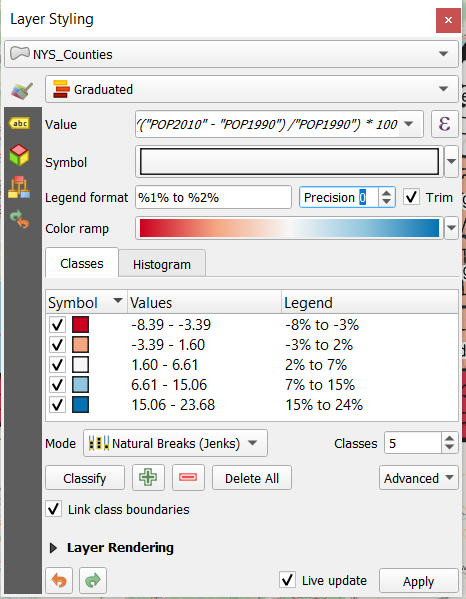 Layer Styling
NYS_Counties
Graduated
abc
Value (("POP2010" - "POP1990") /"POP1990") * 100 ε
Symbol
Legend format %1% to %2% Precision 0 Trim
Color ramp
Classes Histogram
Symbol Values Legend
-8.39 - -3.39 -8% to -3%
-3.39 - 1.60 -3% to 2%
1.60 - 6.61 2% to 7%
6.61 - 15.06 7% to 15%
15.06 - 23.68 15% to 24%
Mode Natural Breaks (Jenks) Classes 5
Classify Delete All Advanced
Link class boundaries
Layer Rendering
Live update Apply